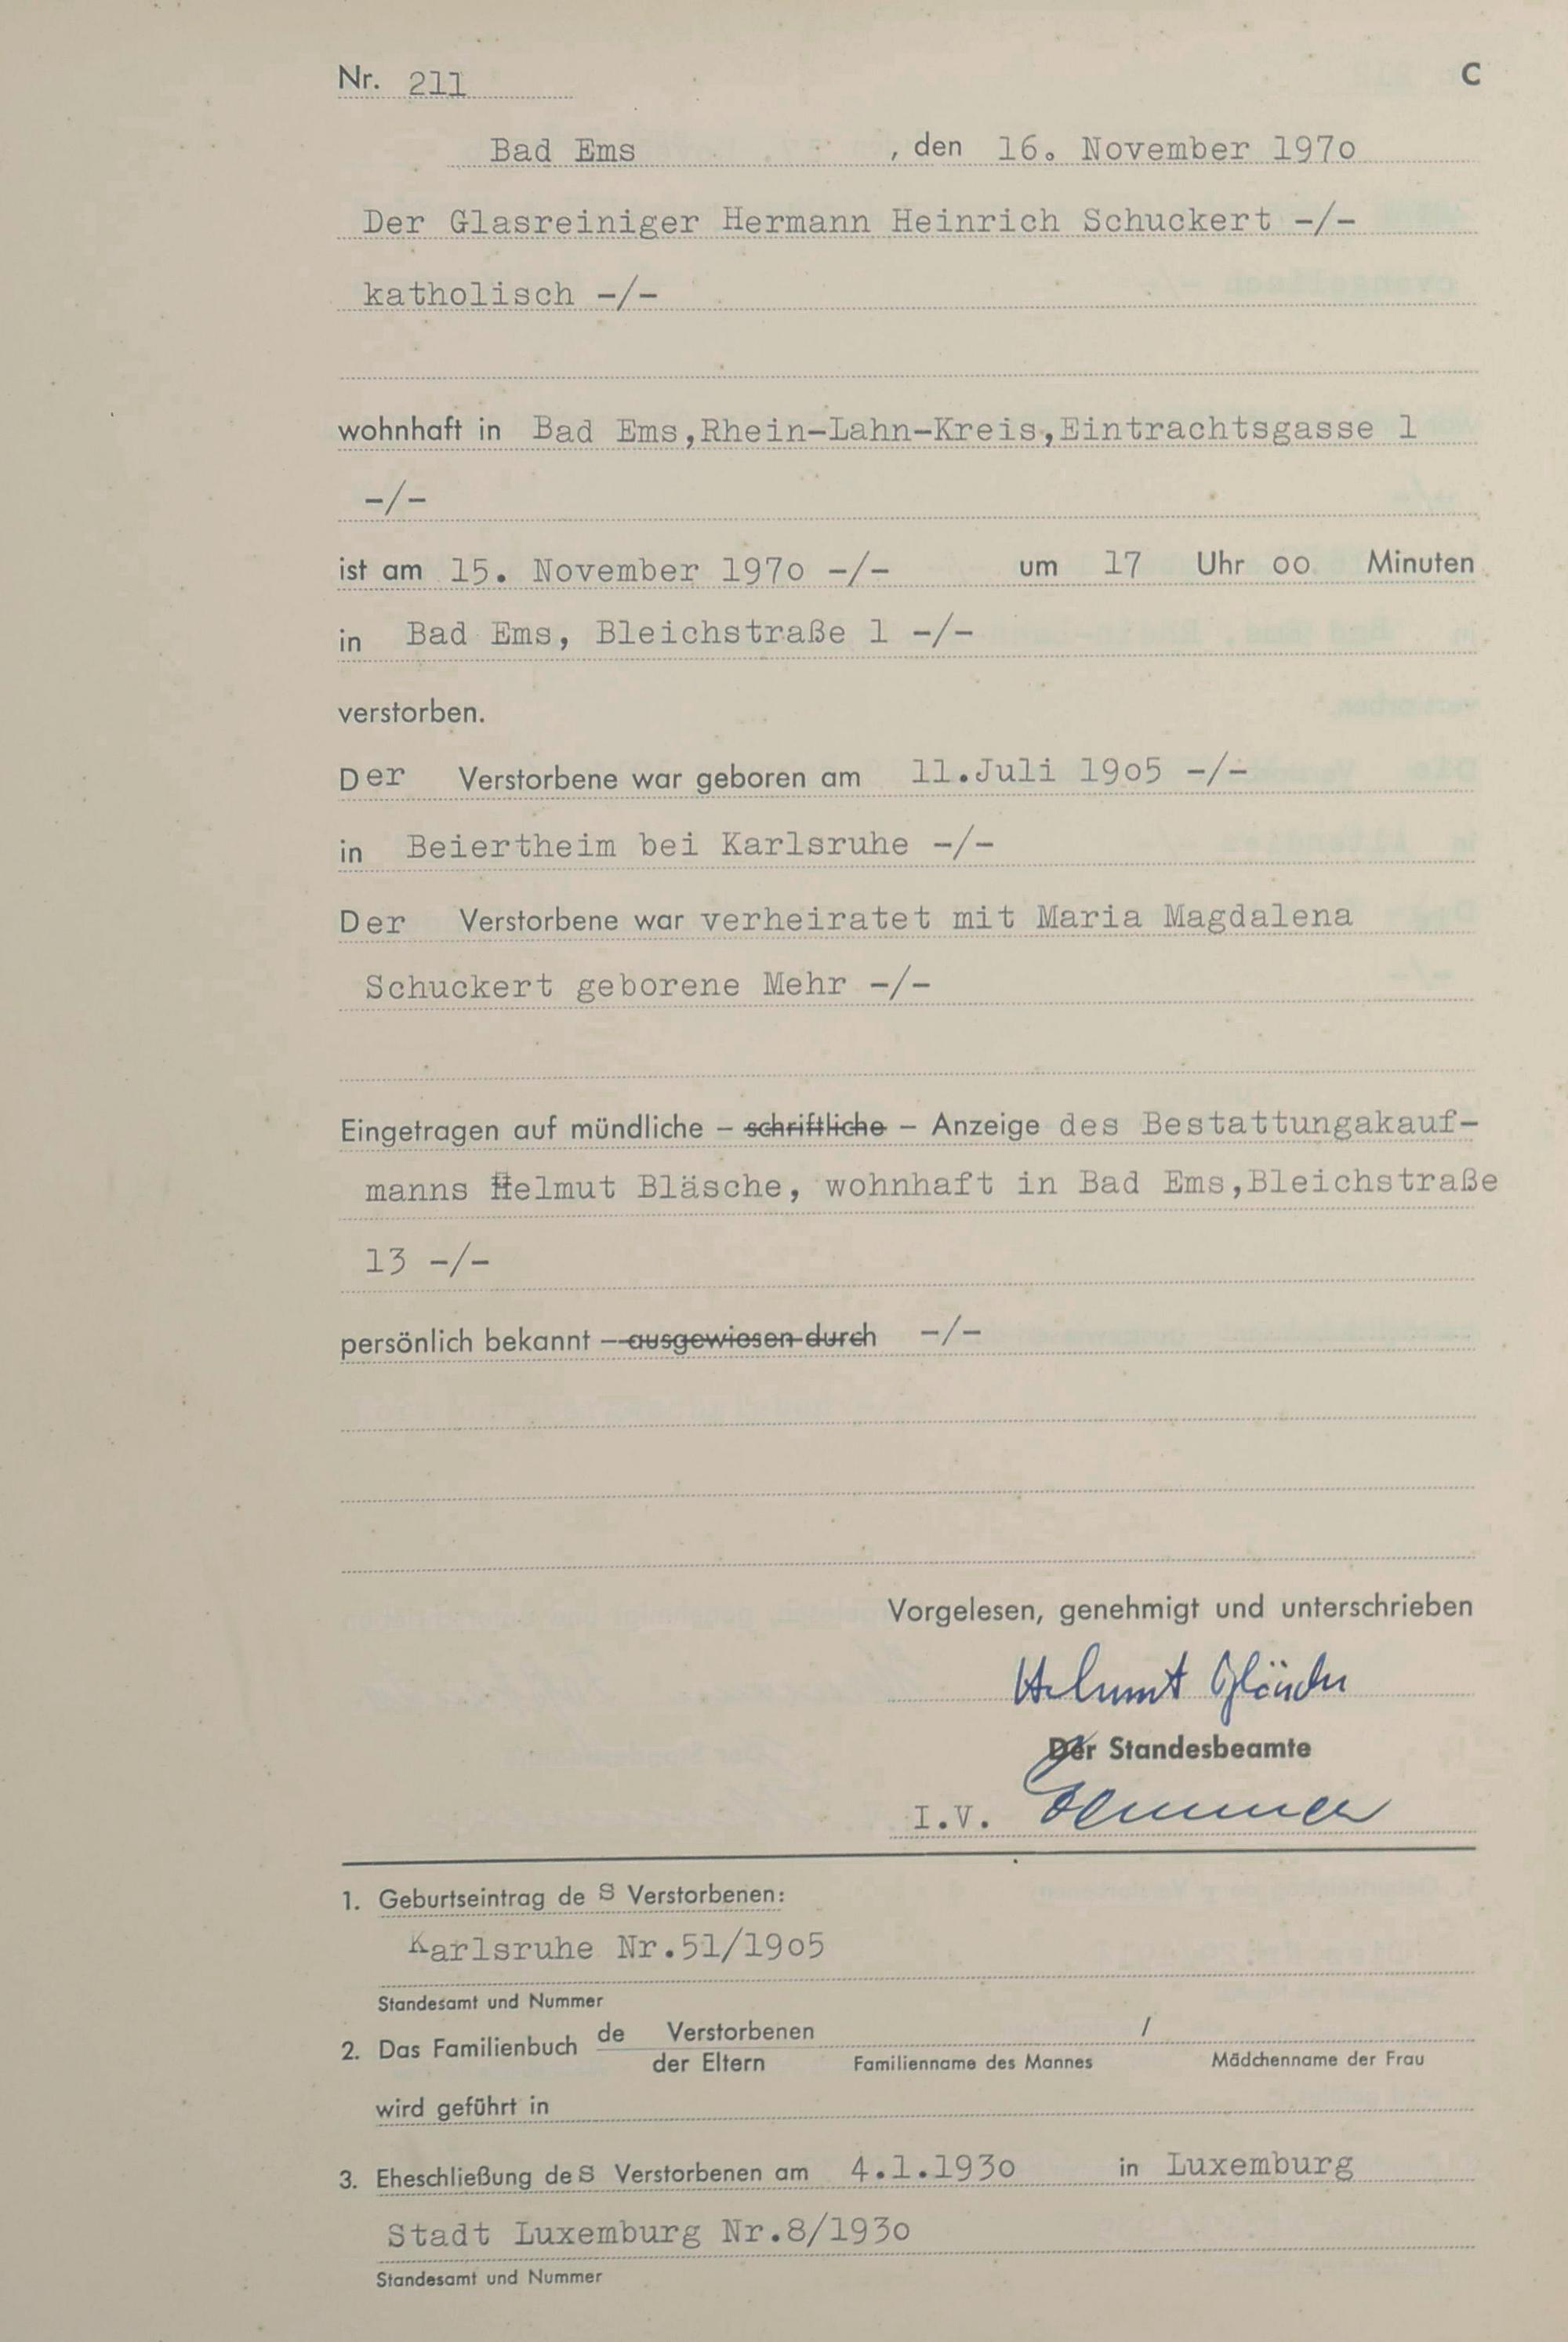 Nr. 211 C
Bad Ems , den 16. November 1970
Der Glasreiniger Hermann Heinrich Schuckert -/-
katholisch -/-
wohnhaft in Bad Ems,Rhein-Lahn-Kreis,Eintrachtsgasse 1
-/-
ist am 15. November 1970 -/- um 17 Uhr oo Minuten
in Bad Ems, Bleichstraße 1 -/-
verstorben.
Der Verstorbene war geboren am 11.Juli 19o5 -/-
in Beiertheim bei Karlsruhe -/-
Der Verstorbene war verheiratet mit Maria Magdalena
Schuckert geborene Mehr -/-
Eingetragen auf mündliche – schriftliche – Anzeige des Bestattungakauf-
manns Helmut Bläsche, wohnhaft in Bad Ems,Bleichstraße
13 -/-
persönlich bekannt – ausgewiesen durch -/-
Vorgelesen, genehmigt und unterschrieben
Helmut
Der Standesbeamte
I.V.
1. Geburtseintrag de s Verstorbenen:
Karlsruhe Nr.51/19o5
Standesamt und Nummer
2. Das Familienbuch de Verstorbenen /
der Eltern Familienname des Mannes Mädchenname der Frau
wird geführt in
3. Eheschließung des Verstorbenen am 4.1.193o in Luxemburg
Stadt Luxemburg Nr.8/193o
Standesamt und Nummer